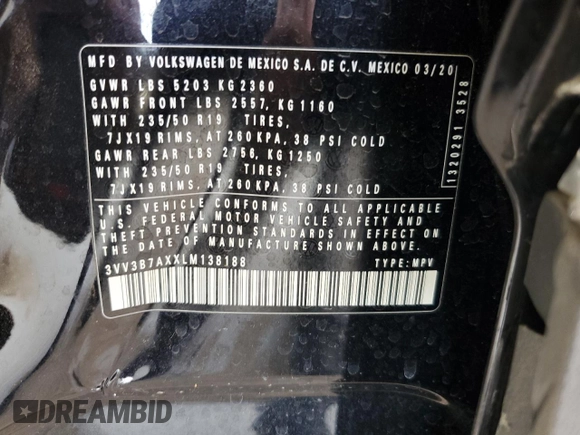 MFD BY VOLKSWAGEN DE MEXICO S.A. DE C.V. MEXICO 03/20
GVWR LBS 5203 KG 2360
GAWR FRONT LBS 2557, KG 1160
WITH 235/50 R19 TIRES,
7JX19 RIMS, AT 260 KPA, 38 PSI COLD
GAWR REAR LBS 2756, KG 1250
WITH 235/50 R19 TIRES,
7JX19 RIMS, AT 260 KPA, 38 PSI COLD
THIS VEHICLE CONFORMS TO ALL APPLICABLE
U.S. FEDERAL MOTOR VEHICLE SAFETY AND
THEFT PREVENTION STANDARDS IN EFFECT ON
THE DATE OF MANUFACTURE SHOWN ABOVE.
3VV3B7AXXLM138188 TYPE: MPV
1320291 3528
DREAMBID